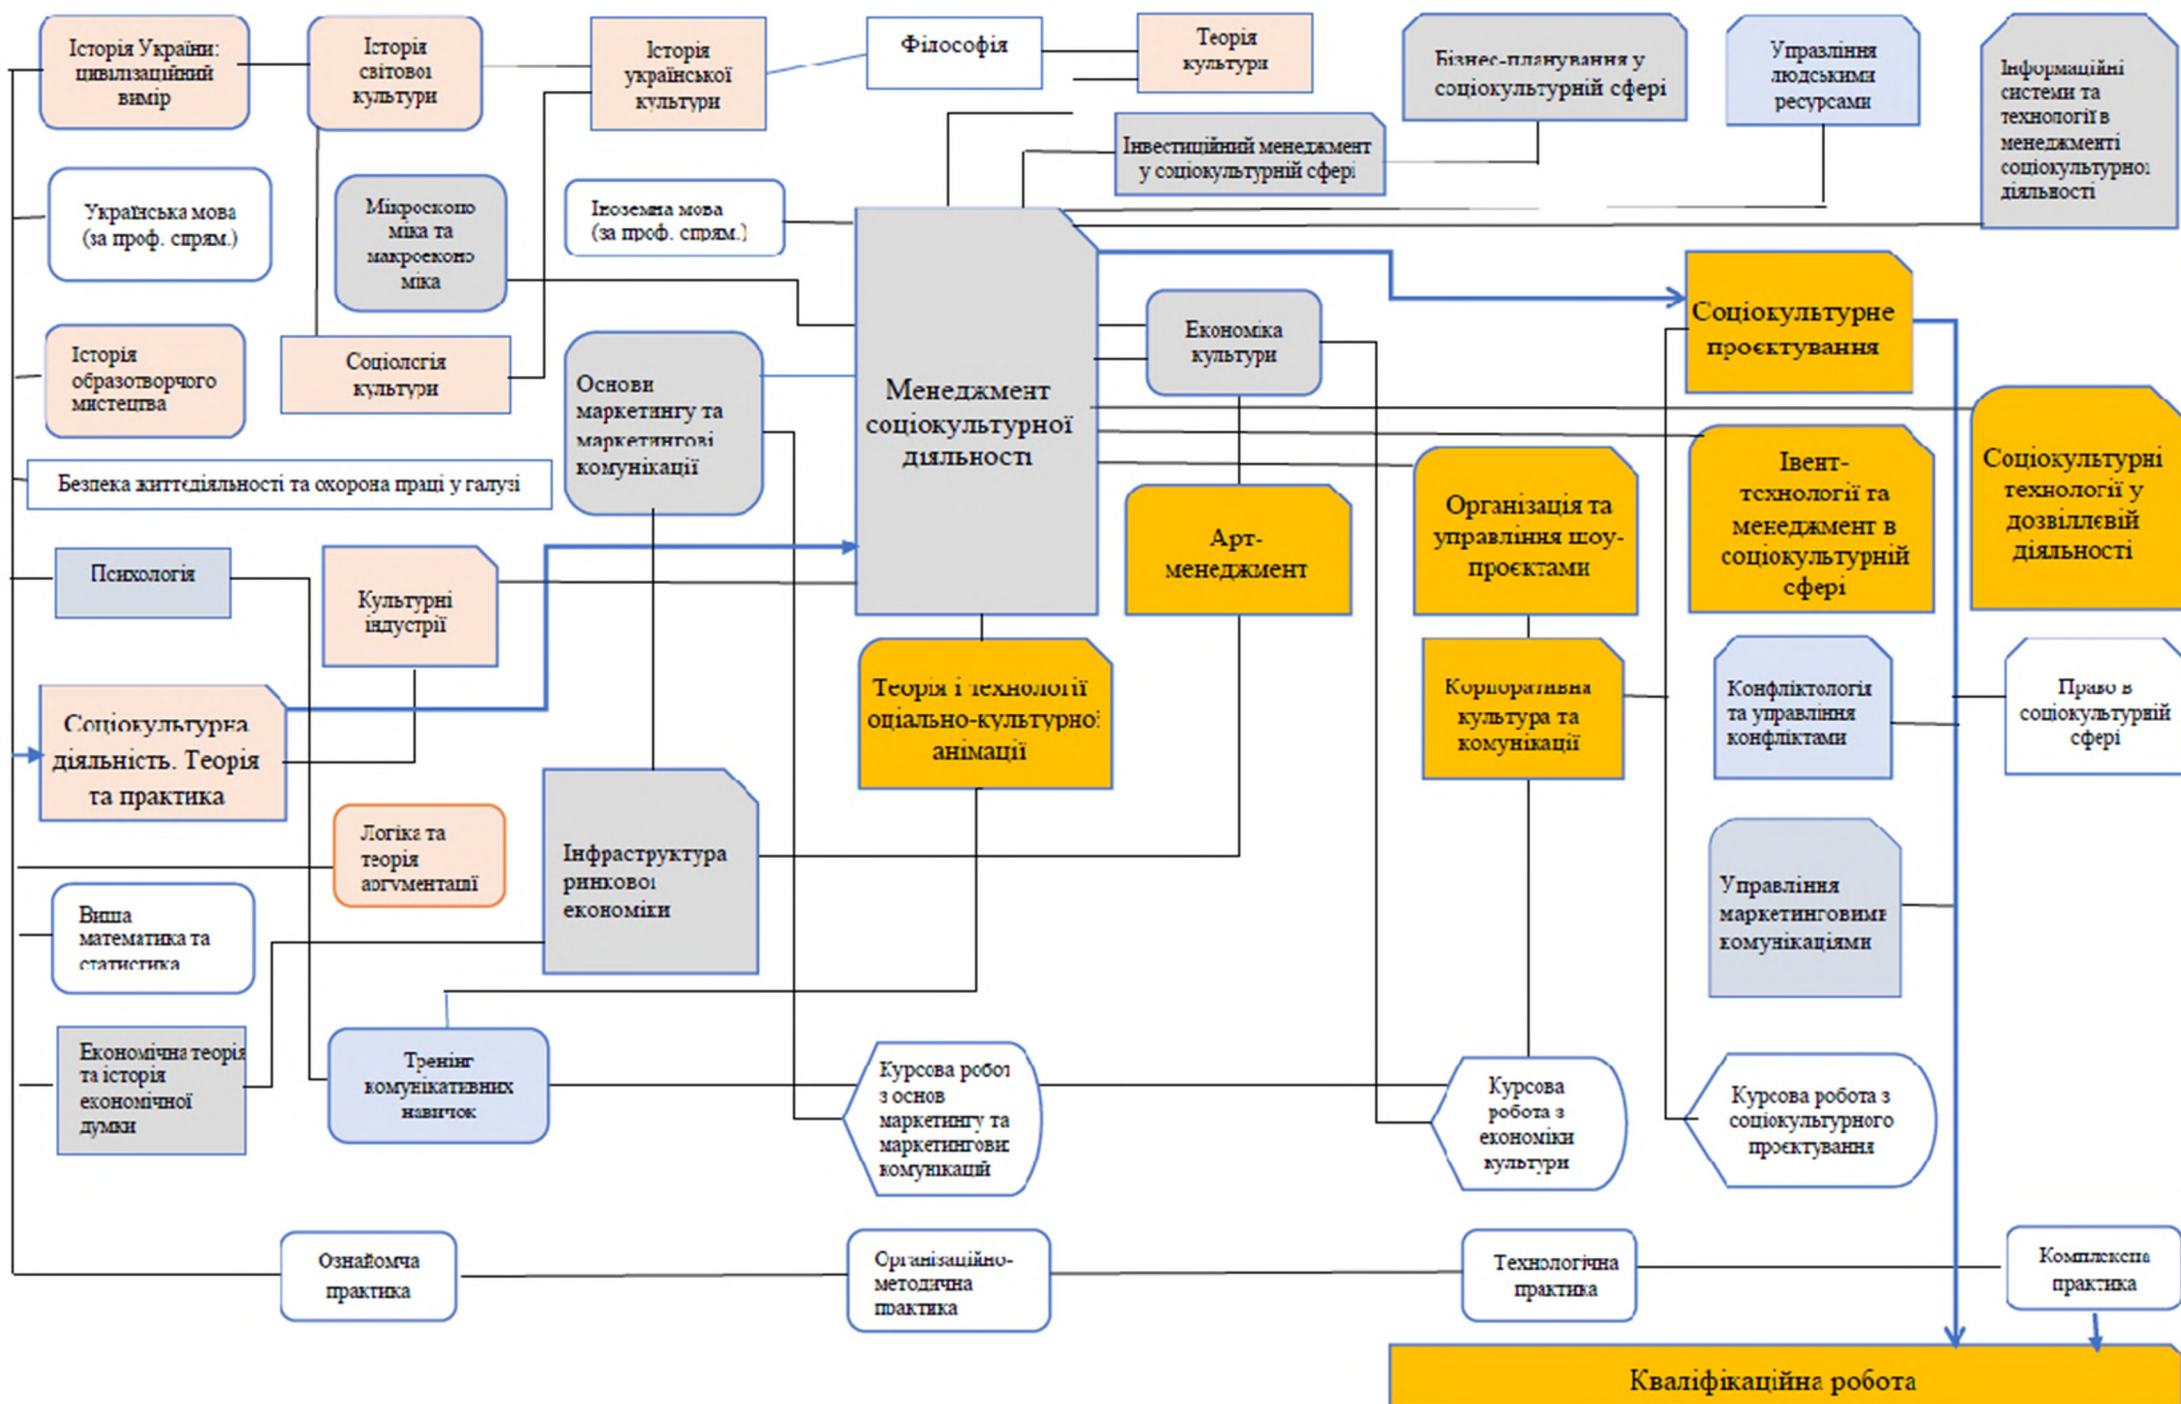 Історія України:
цивілізаційний
вимір
Історія
світової
культури
Історія
української
культури
Філософія
Теорія
культури
Бізнес-планування у
соціокультурній сфері
Управління
людськими
ресурсами
Інформаційні
системи та
технології в
менеджменті
соціокультурної
діяльності
Інвестиційний менеджмент
у соціокультурній сфері
Українська мова
(за проф. спрям.)
Мікроеконо
міка та
макроеконо
міка
Іноземна мова
(за проф. спрям.)
Менеджмент
соціокультурної
діяльності
Економіка
культури
Соціокультурне
проєктування
Історія
образотворчого
мистецтва
Соціологія
культури
Основи
маркетингу та
маркетингові
комунікації
Безпека життєдіяльності та охорона праці у галузі
Арт-
менеджмент
Організація та
управління шоу-
проєктами
Івент-
технології та
менеджмент в
соціокультурній
сфері
Соціокультурні
технології у
дозвіллєвій
діяльності
Психологія
Культурні
індустрії
Соціокультурна
діяльність. Теорія
та практика
Теорія і технології
оціально-культурної
анімації
Корпоративна
культура та
комунікації
Конфліктологія
та управління
конфліктами
Право в
соціокультурній
сфері
Логіка та
теорія
аргументації
Інфраструктура
ринкової
економіки
Управління
маркетинговими
комунікаціями
Вища
математика та
статистика
Економічна теорія
та історія
економічної
думки
Тренінг
комунікативних
навичок
Курсова робот
з основ
маркетингу та
маркетингових
комунікацій
Курсова
робота з
економіки
культури
Курсова робота з
соціокультурного
проєктування
Ознайомча
практика
Організаційно-
методична
практика
Технологічна
практика
Комплексна
практика
Кваліфікаційна робота